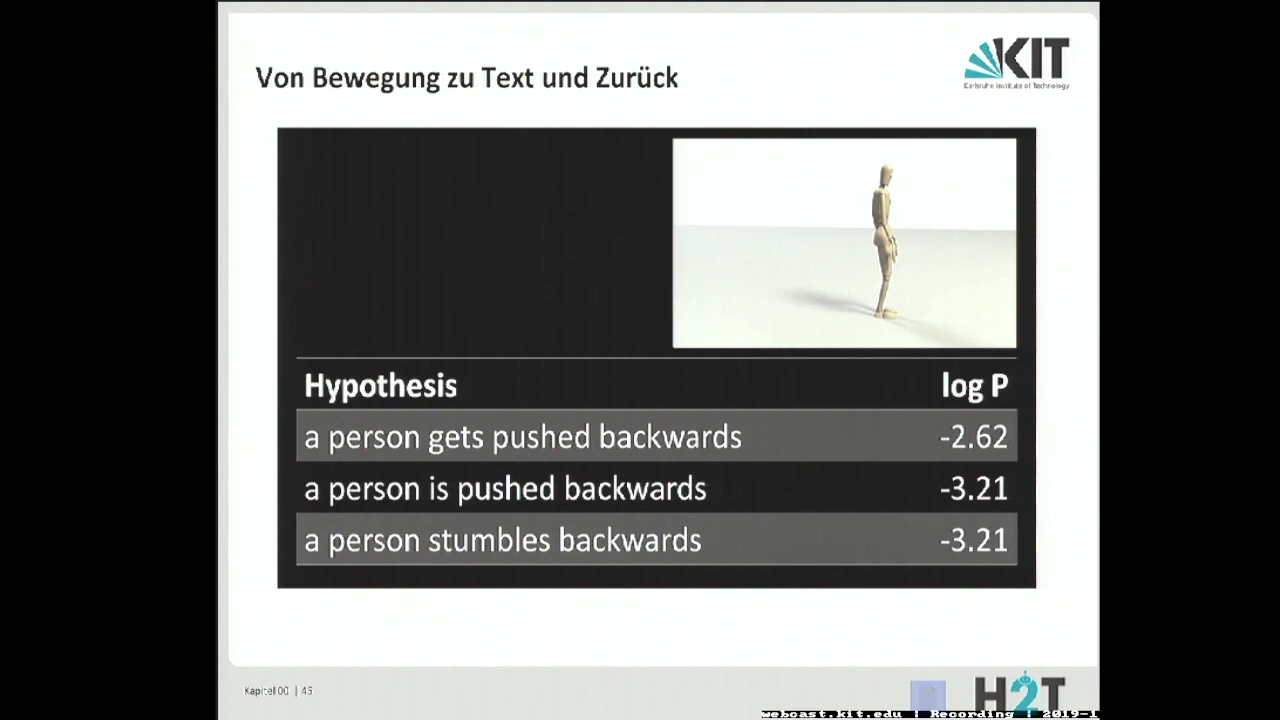 Von Bewegung zu Text und Zurück
KIT
Karlsruhe Institute of Technology
Hypothesis log P
a person gets pushed backwards -2.62
a person is pushed backwards -3.21
a person stumbles backwards -3.21
Kapitel 00 | 45
H2T
webcast.kit.edu | Recording | 2019-1